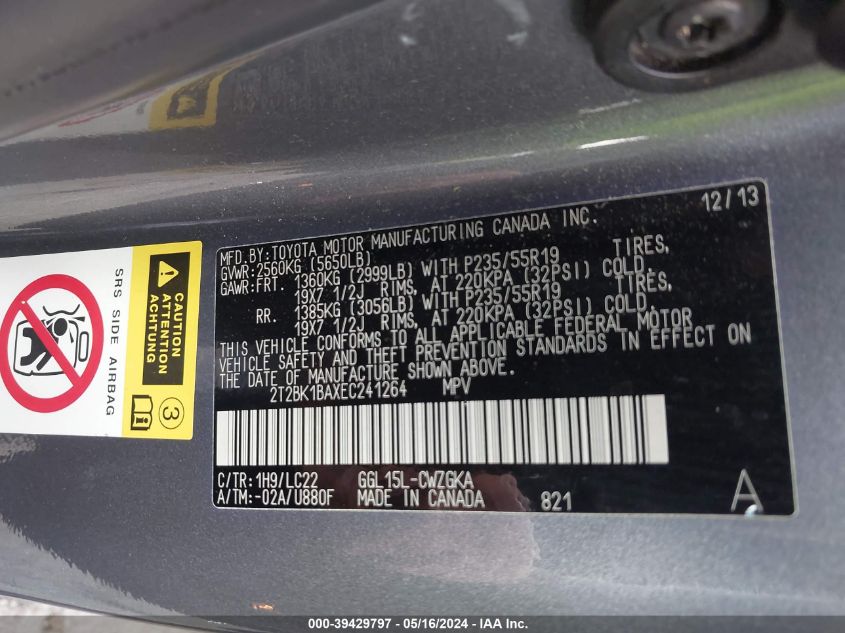 12/13
MFD.BY:TOYOTA MOTOR MANUFACTURING CANADA INC.
GVWR:2560KG (5650LB)
GAWR:FRT. 1360KG (2999LB) WITH P235/55R19 TIRES,
19X7 1/2J RIMS, AT 220KPA (32PSI) COLD.
RR. 1385KG (3056LB) WITH P235/55R19 TIRES,
19X7 1/2J RIMS, AT 220KPA (32PSI) COLD.
THIS VEHICLE CONFORMS TO ALL APPLICABLE FEDERAL MOTOR
VEHICLE SAFETY AND THEFT PREVENTION STANDARDS IN EFFECT ON
THE DATE OF MANUFACTURE SHOWN ABOVE.
2T2BK1BAXEC241264 MPV
C/TR:1H9/LC22 GGL15L-CWZGKA
A/TM:-02A/U880F MADE IN CANADA 821 A
SRS SIDE AIRBAG
CAUTION
ATTENTION
ACHTUNG
3
000-39429797 - 05/16/2024 - IAA Inc.